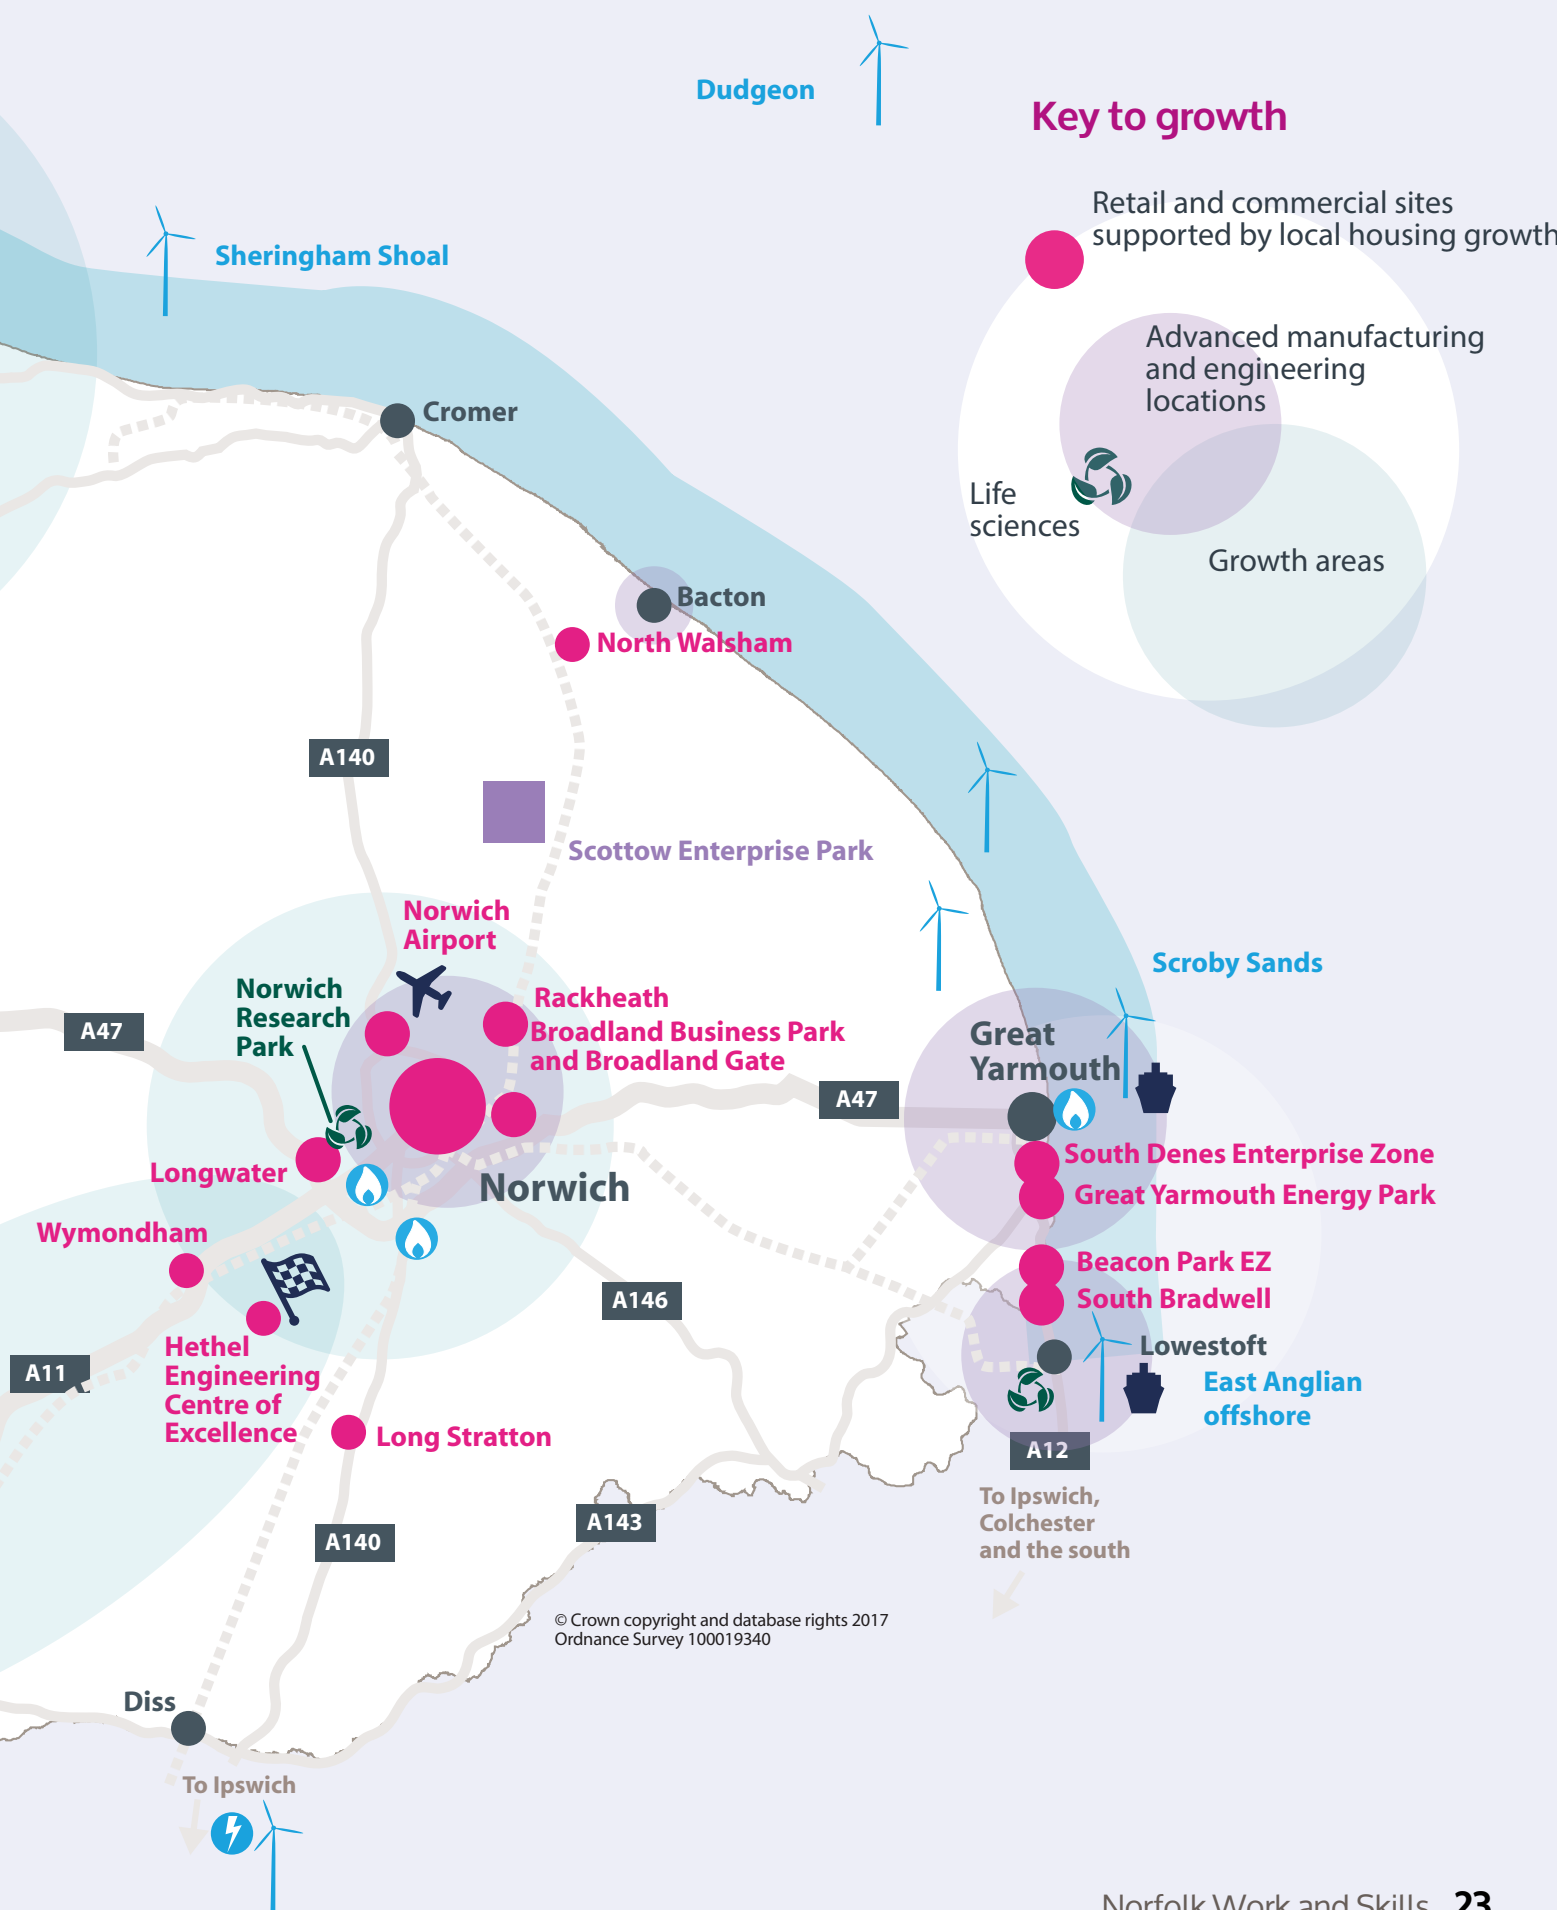 Dudgeon
Key to growth
Retail and commercial sites
supported by local housing growth
Sheringham Shoal
Advanced manufacturing
and engineering
locations
Cromer
Life
sciences
Growth areas
Bacton
North Walsham
A140
Scottow Enterprise Park
Norwich
Airport
Scroby Sands
Norwich
Research
Park
Rackheath
Broadland Business Park
and Broadland Gate
A47
Great
Yarmouth
A47
South Denes Enterprise Zone
Longwater
Norwich
Great Yarmouth Energy Park
Wymondham
Beacon Park EZ
A146
South Bradwell
Hethel
Engineering
Centre of
Excellence
Lowestoft
A11
East Anglian
offshore
Long Stratton
A12
To Ipswich,
Colchester
and the south
A143
A140
© Crown copyright and database rights 2017
Ordnance Survey 100019340
Diss
To Ipswich
Norfolk Work and Skills 23